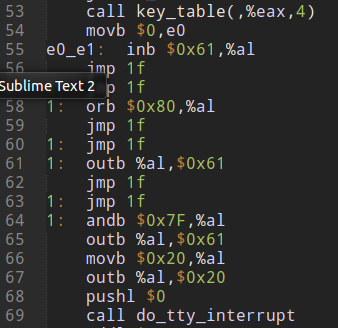 53 call key_table(,%eax,4)
54 movb $0,e0
55 e0_e1: inb $0x61,%al
56 jmp 1f
Sublime Text 2 1f
58 1: orb $0x80,%al
59 jmp 1f
60 1: jmp 1f
61 1: outb %al,$0x61
62 jmp 1f
63 1: jmp 1f
64 1: andb $0x7F,%al
65 outb %al,$0x61
66 movb $0x20,%al
67 outb %al,$0x20
68 pushl $0
69 call do_tty_interrupt